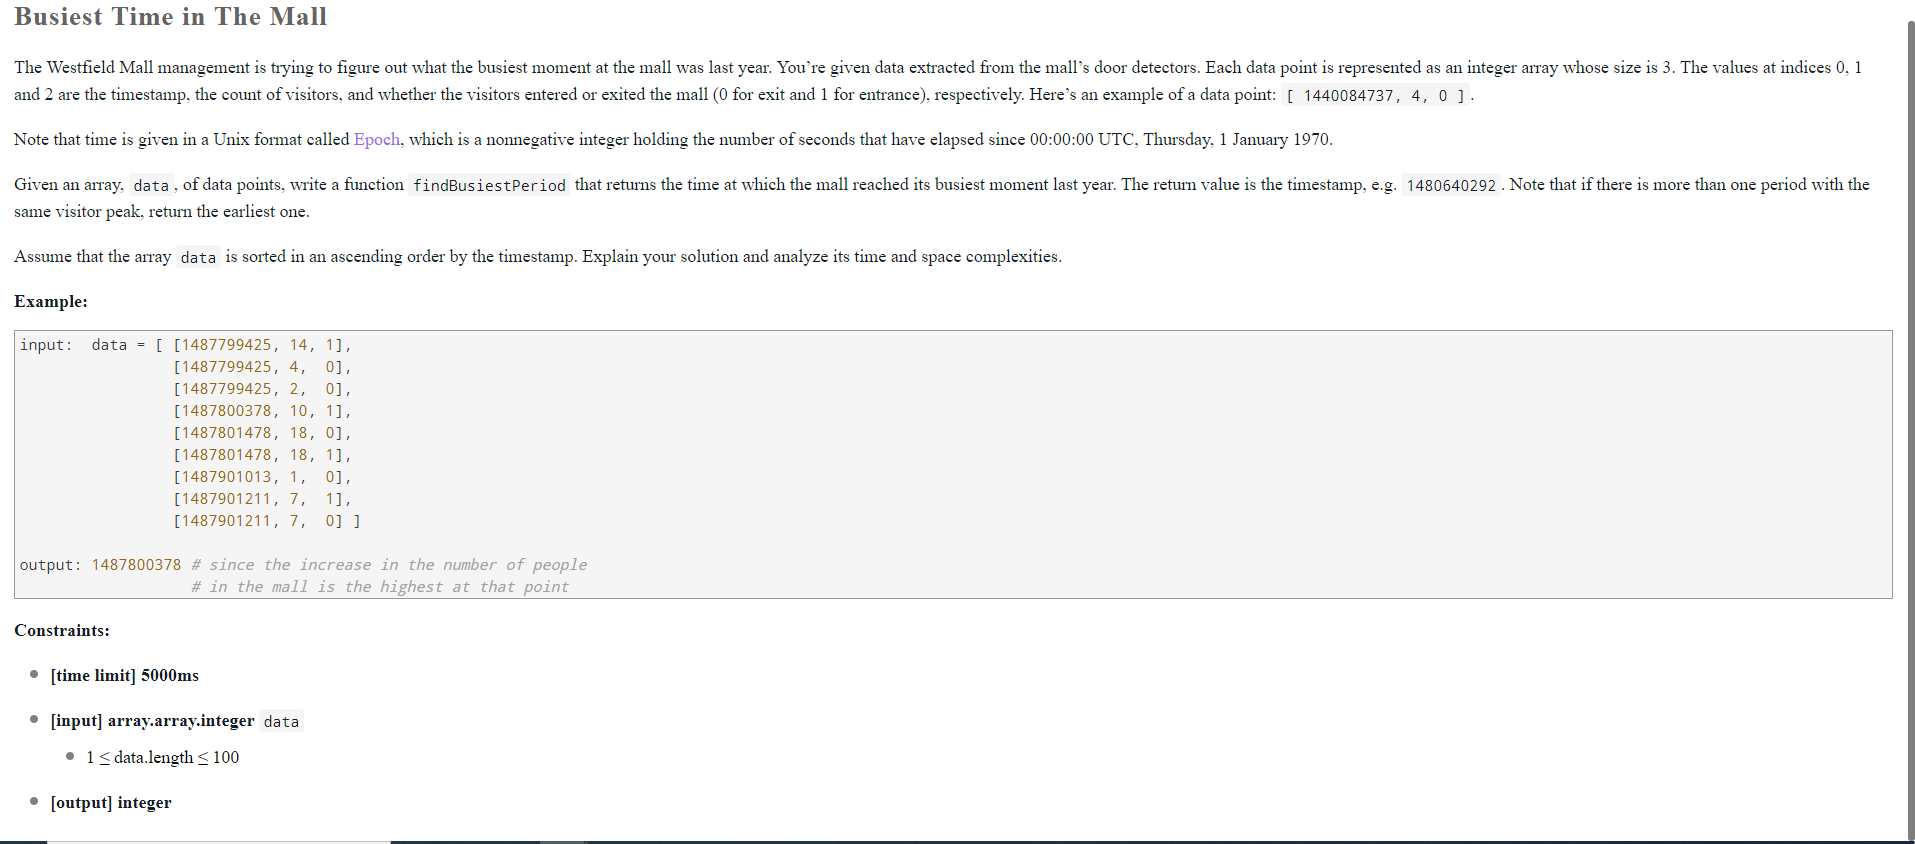 Busiest Time in The Mall
The Westfield Mall management is trying to figure out what the busiest moment at the mall was last year. You’re given data extracted from the mall’s door detectors. Each data point is represented as an integer array whose size is 3. The values at indices 0, 1
and 2 are the timestamp, the count of visitors, and whether the visitors entered or exited the mall (0 for exit and 1 for entrance), respectively. Here’s an example of a data point: [ 1440084737, 4, 0 ].
Note that time is given in a Unix format called Epoch, which is a nonnegative integer holding the number of seconds that have elapsed since 00:00:00 UTC, Thursday, 1 January 1970.
Given an array, data, of data points, write a function findBusiestPeriod that returns the time at which the mall reached its busiest moment last year. The return value is the timestamp, e.g. 1480640292. Note that if there is more than one period with the
same visitor peak, return the earliest one.
Assume that the array data is sorted in an ascending order by the timestamp. Explain your solution and analyze its time and space complexities.
Example:
input:  data = [ [1487799425, 14, 1],
                 [1487799425, 4,  0],
                 [1487799425, 2,  0],
                 [1487800378, 10, 1],
                 [1487801478, 18, 0],
                 [1487801478, 18, 1],
                 [1487901013, 1,  0],
                 [1487901211, 7,  1],
                 [1487901211, 7,  0] ]
output: 1487800378 # since the increase in the number of people
                   # in the mall is the highest at that point
Constraints:
• [time limit] 5000ms
• [input] array.array.integer data
• 1 ≤ data.length ≤ 100
• [output] integer